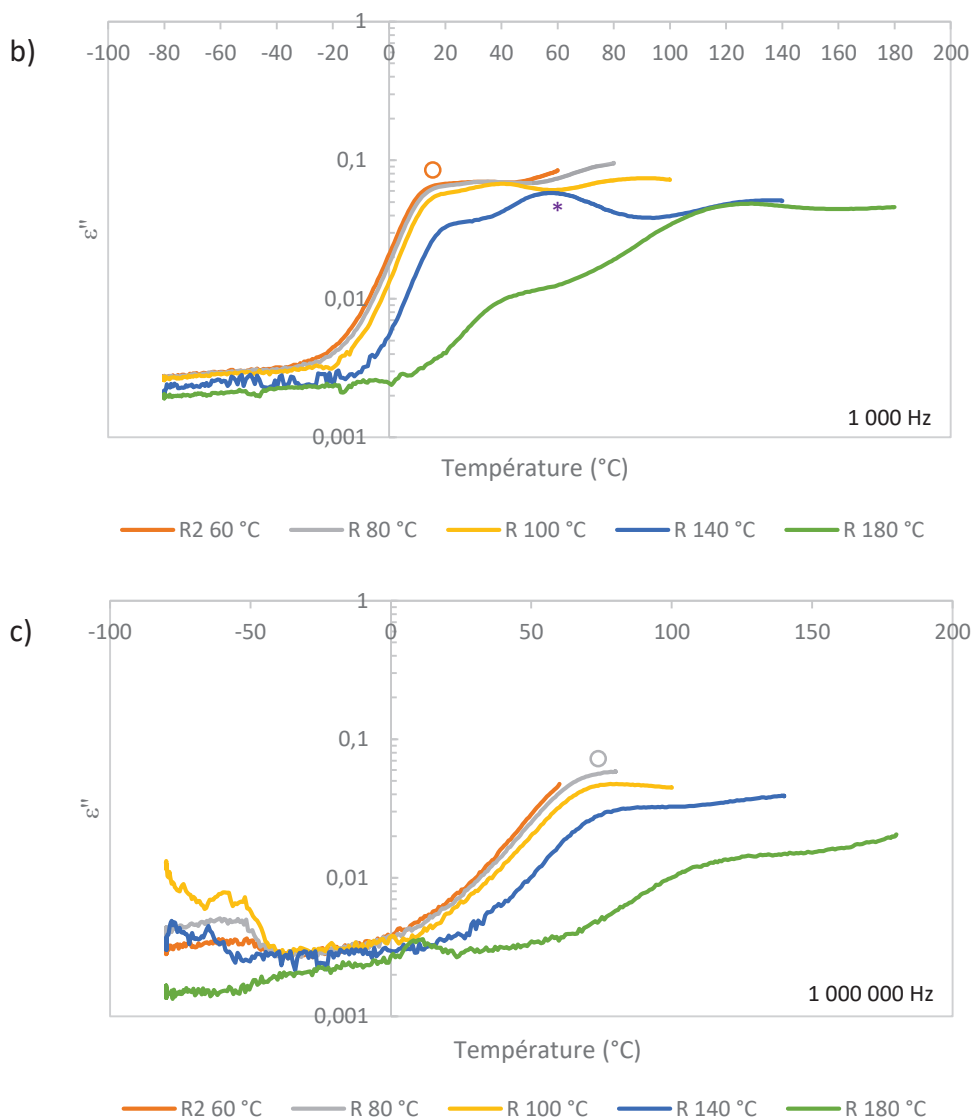 b)
1
-100 -80 -60 -40 -20 0 20 40 60 80 100 120 140 160 180 200
0,1
*
ε"
0,01
1 000 Hz
0,001
Température (°C)
R2 60 °C R 80 °C R 100 °C R 140 °C R 180 °C
1
c)
-100 -50 0 50 100 150 200
0,1
ε"
0,01
1 000 000 Hz
0,001
Température (°C)
R2 60 °C R 80 °C R 100 °C R 140 °C R 180 °C